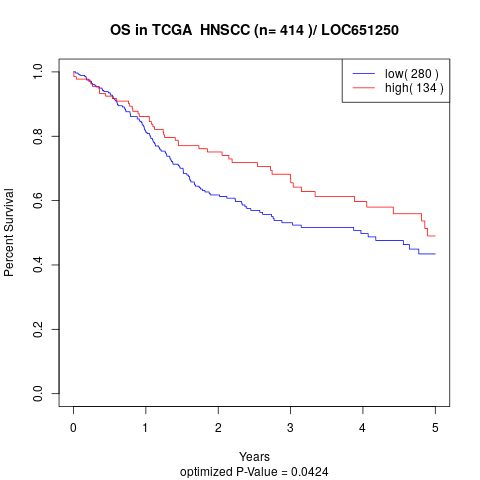 OS in TCGA  HNSCC (n= 414 )/ LOC651250
low( 280 )
high( 134 )
Percent Survival
1.0
0.8
0.6
0.4
0.2
0.0
0 1 2 3 4 5
Years
optimized P-Value = 0.0424